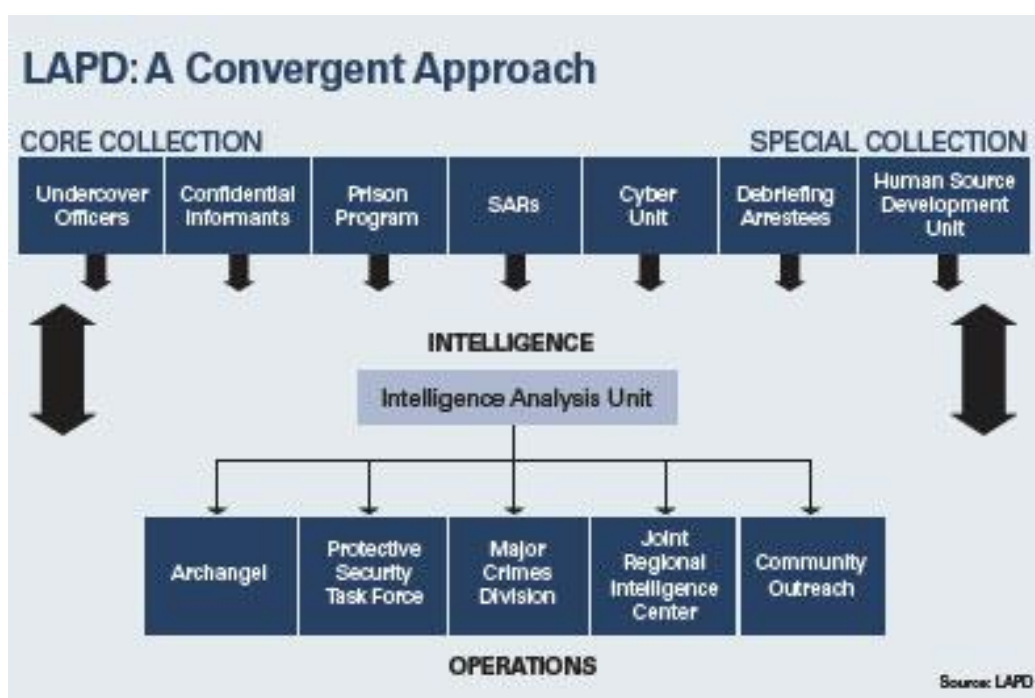 LAPD: A Convergent Approach
CORE COLLECTION
SPECIAL COLLECTION
Undercover
Officers
Confidential
Informants
Prison
Program
SARs
Cyber
Unit
Debriefing
Arrestees
Human Source
Development
Unit
INTELLIGENCE
Intelligence Analysis Unit
Archangel
Protective
Security
Task Force
Major
Crimes
Division
Joint
Regional
Intelligence
Center
Community
Outreach
OPERATIONS
Source: LAPD